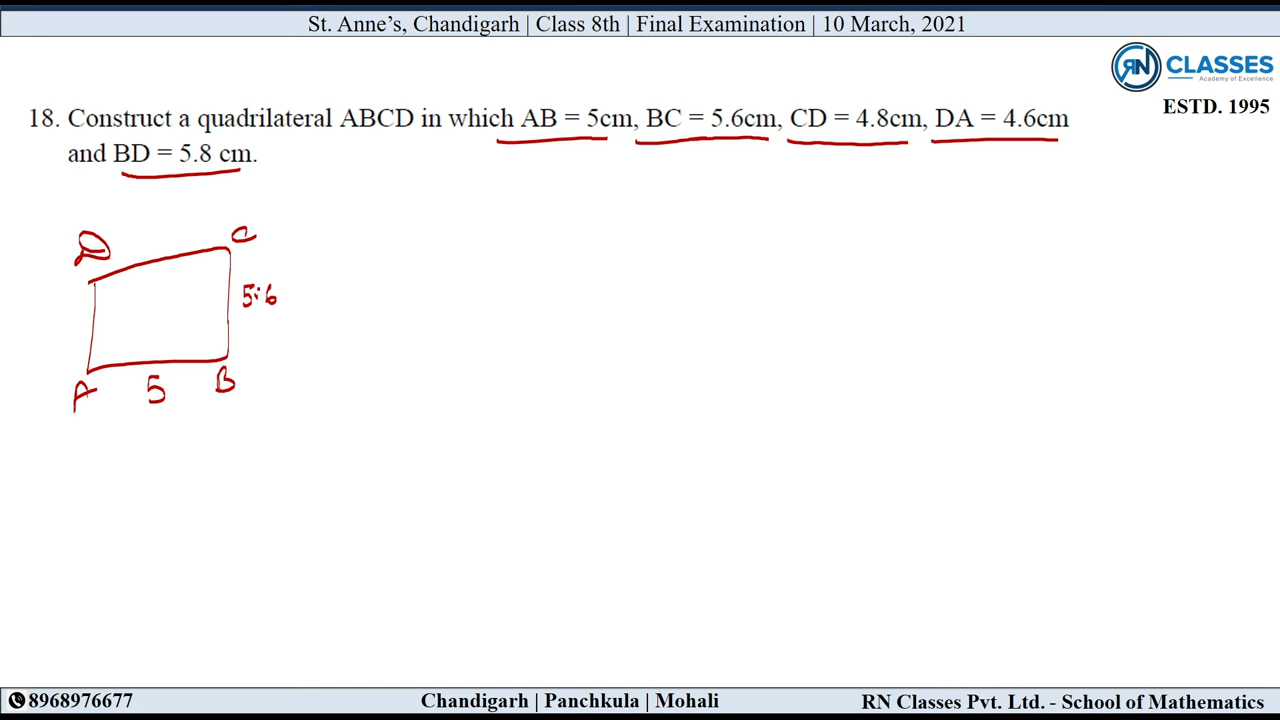 St. Anne's, Chandigarh | Class 8th | Final Examination | 10 March, 2021
RN CLASSES
Academy of Excellence
ESTD. 1995
18. Construct a quadrilateral ABCD in which AB = 5cm, BC = 5.6cm, CD = 4.8cm, DA = 4.6cm
and BD = 5.8 cm.
D
C
5.6
A
5
B
8968976677
Chandigarh | Panchkula | Mohali
RN Classes Pvt. Ltd. - School of Mathematics